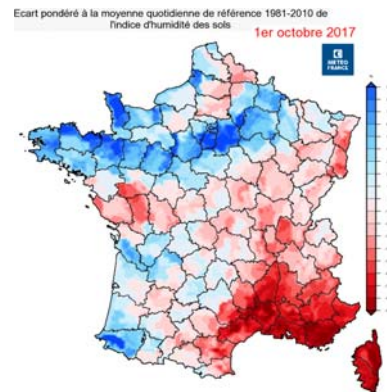 Ecart pondéré à la moyenne quotidienne de référence 1981-2010 de
l'indice d'humidité des sols
1er octobre 2017
METEO
FRANCE